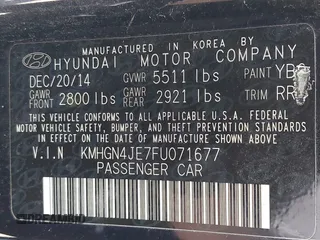 MANUFACTURED IN KOREA BY
HYUNDAI MOTOR COMPANY
DEC/20/14 GVWR 5511 lbs PAINT YB
GAWR FRONT 2800 lbs GAWR REAR 2921 lbs TRIM RR
THIS VEHICLE CONFORMS TO ALL APPLICABLE U.S.A. FEDERAL
MOTOR VEHICLE SAFETY, BUMPER, AND THEFT PREVENTION
STANDARDS IN EFFECT ON THE DATE OF MANUFACTURE SHOWN ABOVE.
V.I.N KMHGN4JE7FU071677
PASSENGER CAR